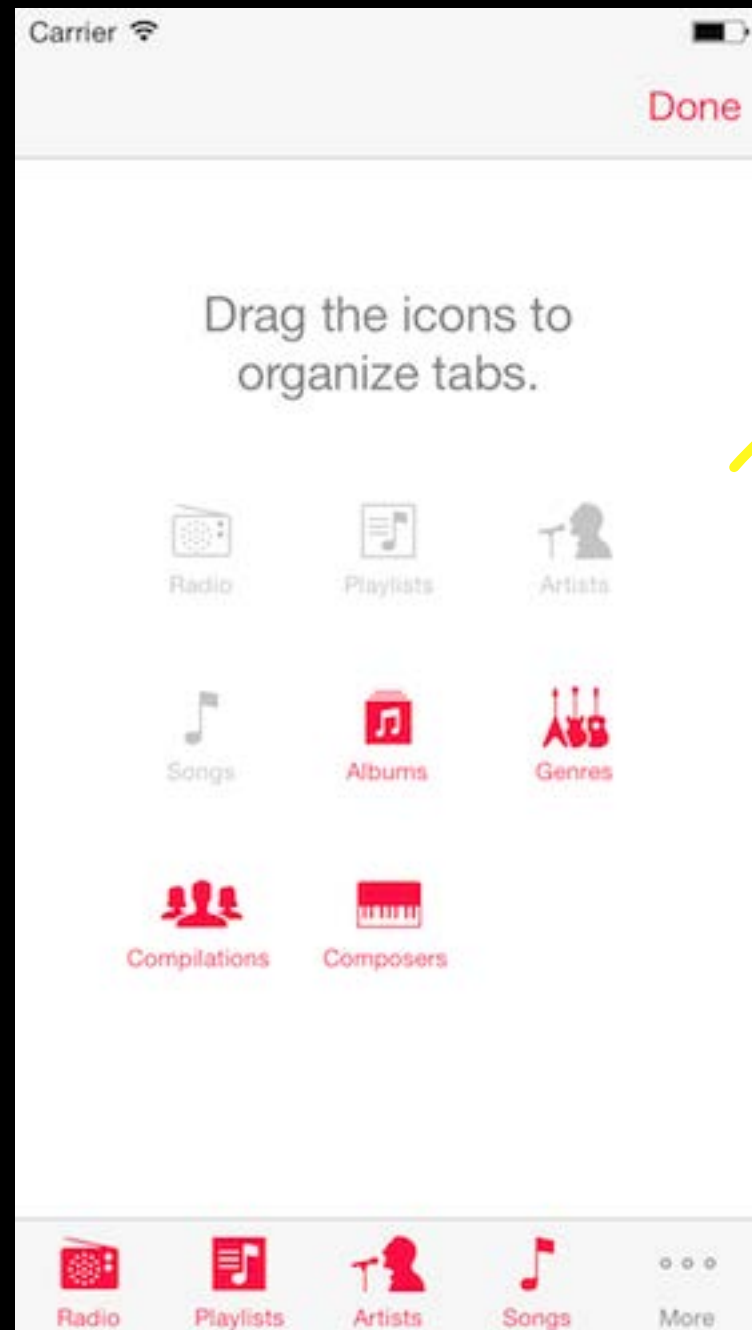 Carrier
Done
Drag the icons to
organize tabs.
Radio Playlists Artists
Songs Albums Genres
Compilations Composers
Radio Playlists Artists Songs More